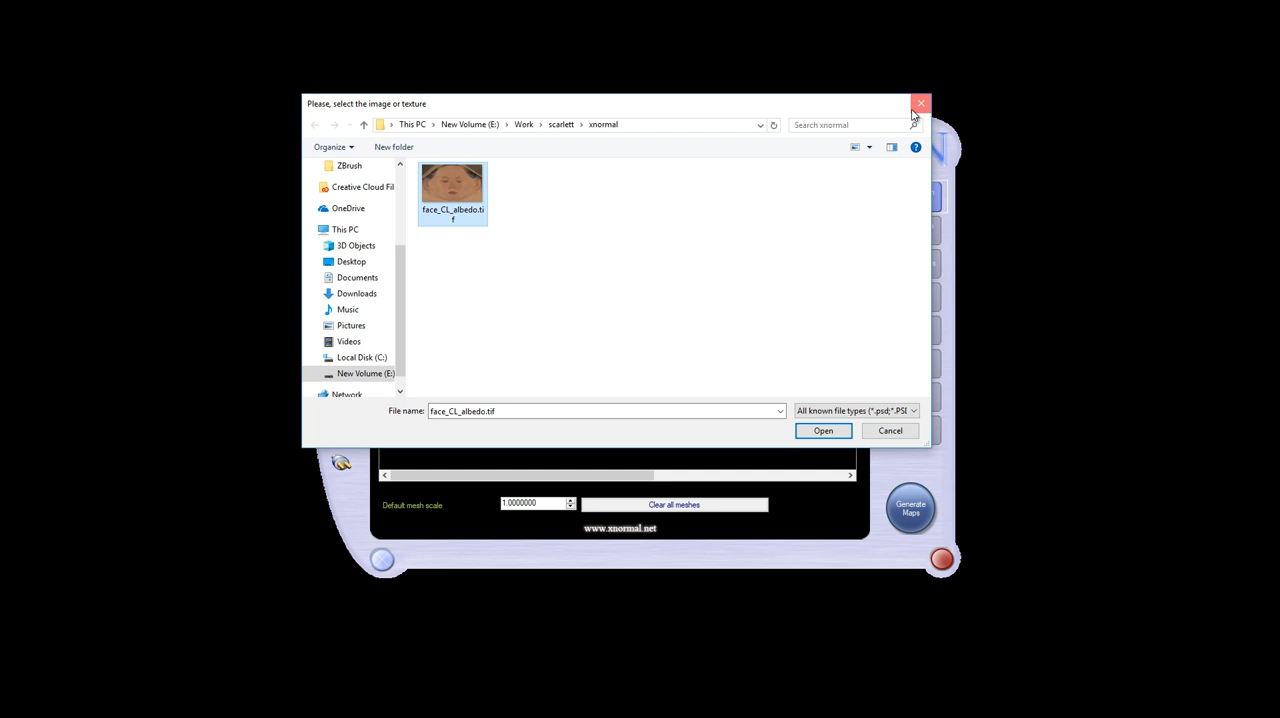 Please, select the image or texture
This PC > New Volume (E:) > Work > scarlett > xnormal
Search xnormal
Organize
New folder
ZBrush
Creative Cloud Fil
OneDrive
This PC
3D Objects
Desktop
Documents
Downloads
Music
Pictures
Videos
Local Disk (C:)
New Volume (E:)
Network
face_CL_albedo.ti
f
File name: face_CL_albedo.tif
All known file types (*.psd;*.PSI
Open
Cancel
Default mesh scale
1.0000000
Clear all meshes
Generate
Maps
www.xnormal.net